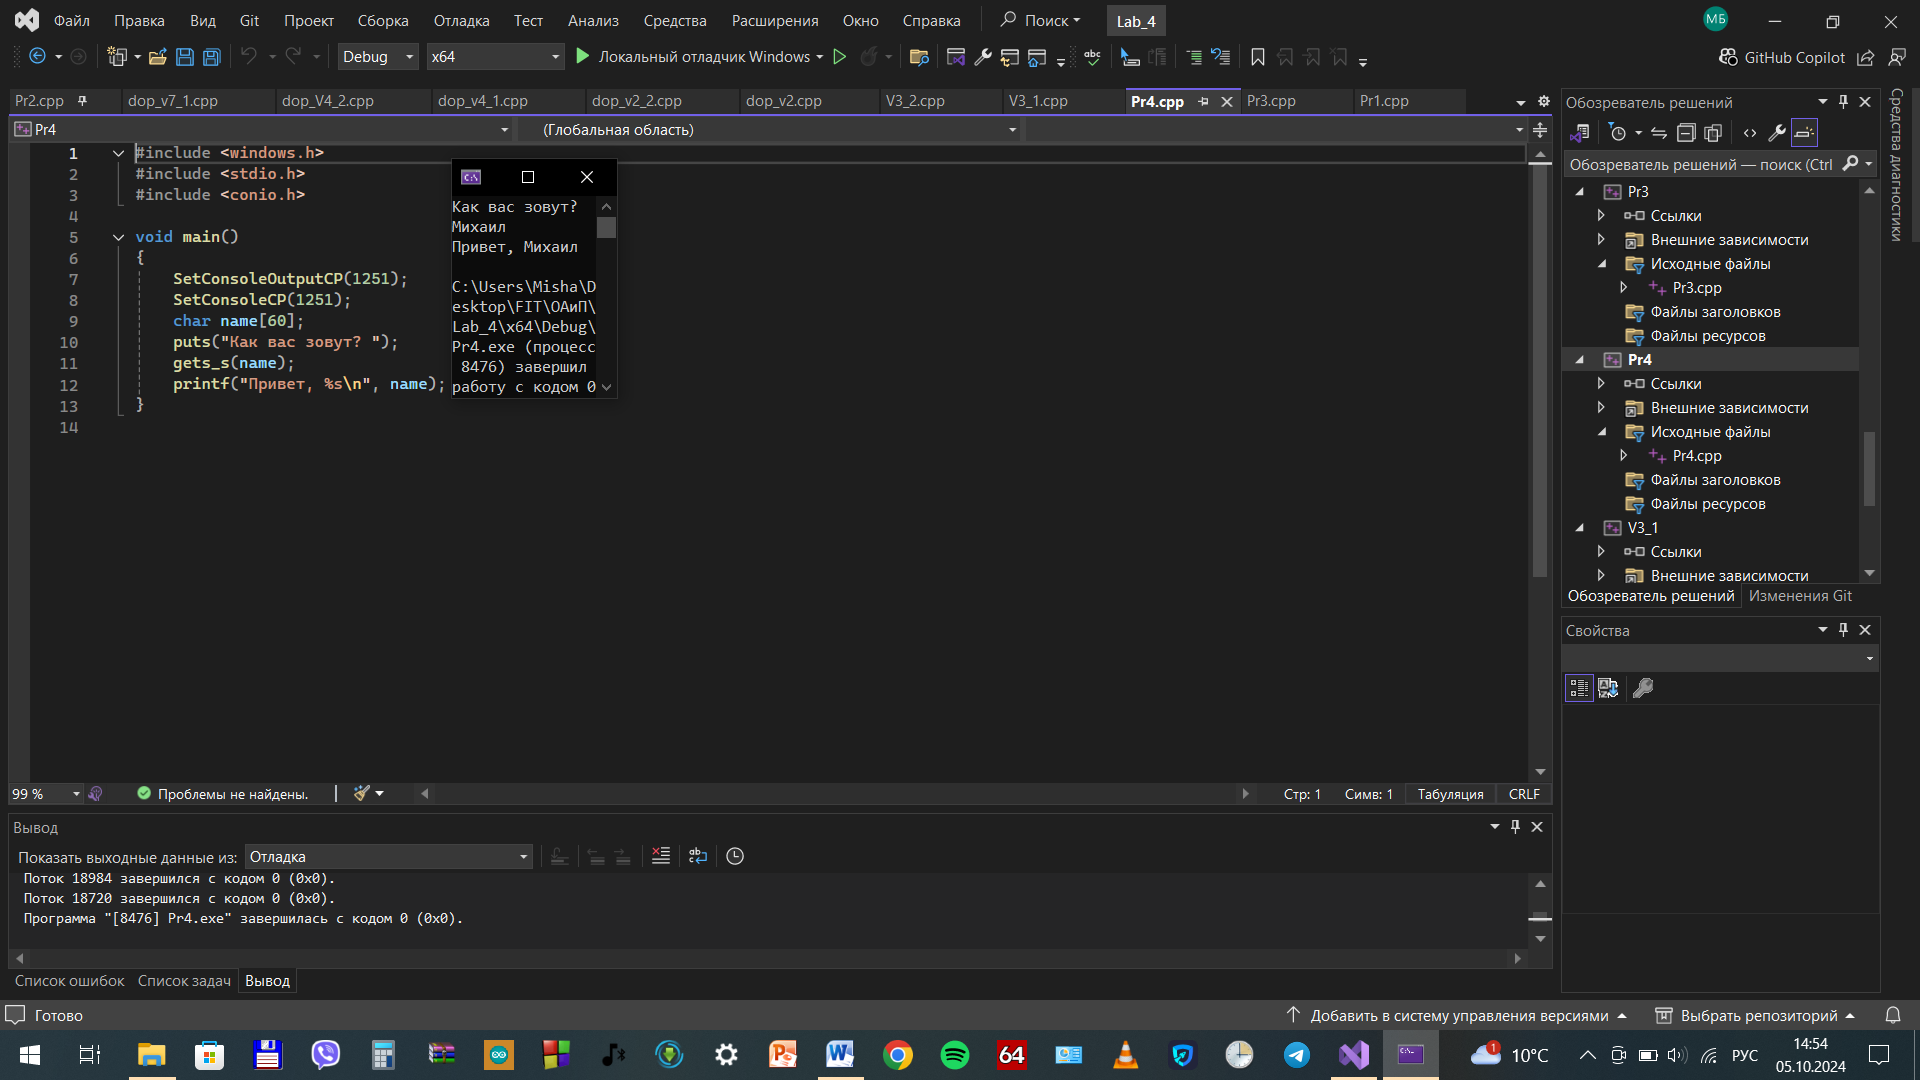 Файл Правка Вид Git Проект Сборка Отладка Тест Анализ Средства Расширения Окно Справка Поиск Lab_4 МБ
Debug x64 Локальный отладчик Windows abc GitHub Copilot
Pr2.cpp dop_v7_1.cpp dop_V4_2.cpp dop_v4_1.cpp dop_v2_2.cpp dop_v2.cpp V3_2.cpp V3_1.cpp Pr4.cpp Pr3.cpp Pr1.cpp
Pr4 (Глобальная область)
1 #include <windows.h>
2 #include <stdio.h>
3 #include <conio.h>
4
5 void main()
6 {
7 SetConsoleOutputCP(1251);
8 SetConsoleCP(1251);
9 char name[60];
10 puts("Как вас зовут? ");
11 gets_s(name);
12 printf("Привет, %s\n", name);
13 }
14
C:\
Как вас зовут?
Михаил
Привет, Михаил
C:\Users\Misha\D
esktop\FIT\ОАиП\
Lab_4\x64\Debug\
Pr4.exe (процесс
8476) завершил
работу с кодом 0
Обозреватель решений
Обозреватель решений — поиск (Ctrl
Pr3
Ссылки
Внешние зависимости
Исходные файлы
Pr3.cpp
Файлы заголовков
Файлы ресурсов
Pr4
Ссылки
Внешние зависимости
Исходные файлы
Pr4.cpp
Файлы заголовков
Файлы ресурсов
V3_1
Ссылки
Внешние зависимости
Обозреватель решений Изменения Git
Свойства
Средства диагностики
99 % Проблемы не найдены. Стр: 1 Симв: 1 Табуляция CRLF
Вывод
Показать выходные данные из: Отладка
Поток 18984 завершился с кодом 0 (0x0).
Поток 18720 завершился с кодом 0 (0x0).
Программа "[8476] Pr4.exe" завершилась с кодом 0 (0x0).
Список ошибок Список задач Вывод
Готово Добавить в систему управления версиями Выбрать репозиторий
64 1 10°C РУС 14:54
05.10.2024